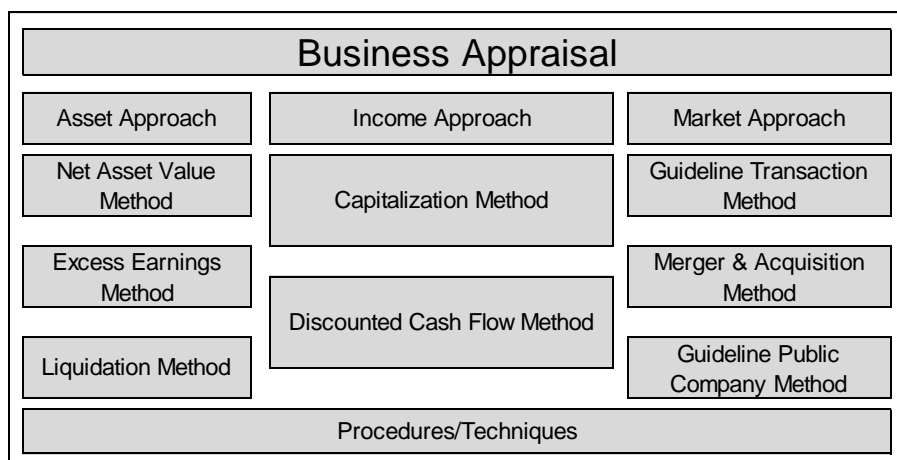 Business Appraisal
Asset Approach
Income Approach
Market Approach
Net Asset Value
Method
Capitalization Method
Guideline Transaction
Method
Excess Earnings
Method
Discounted Cash Flow Method
Merger & Acquisition
Method
Liquidation Method
Guideline Public
Company Method
Procedures/Techniques